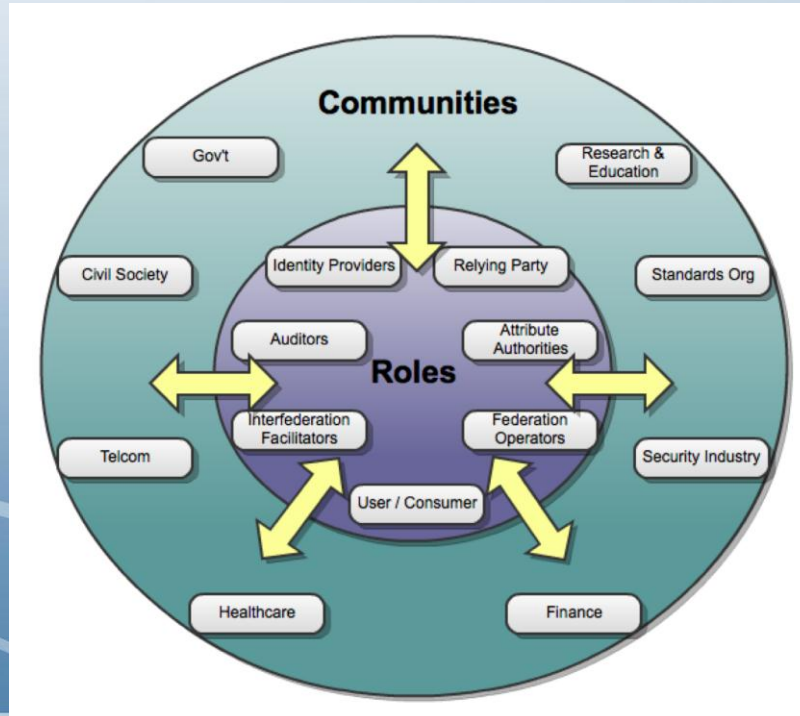 Communities
Gov't
Research &
Education
Identity Providers
Relying Party
Civil Society
Standards Org
Auditors
Attribute
Authorities
Roles
Interfederation
Facilitators
Federation
Operators
Telcom
Security Industry
User / Consumer
Healthcare
Finance